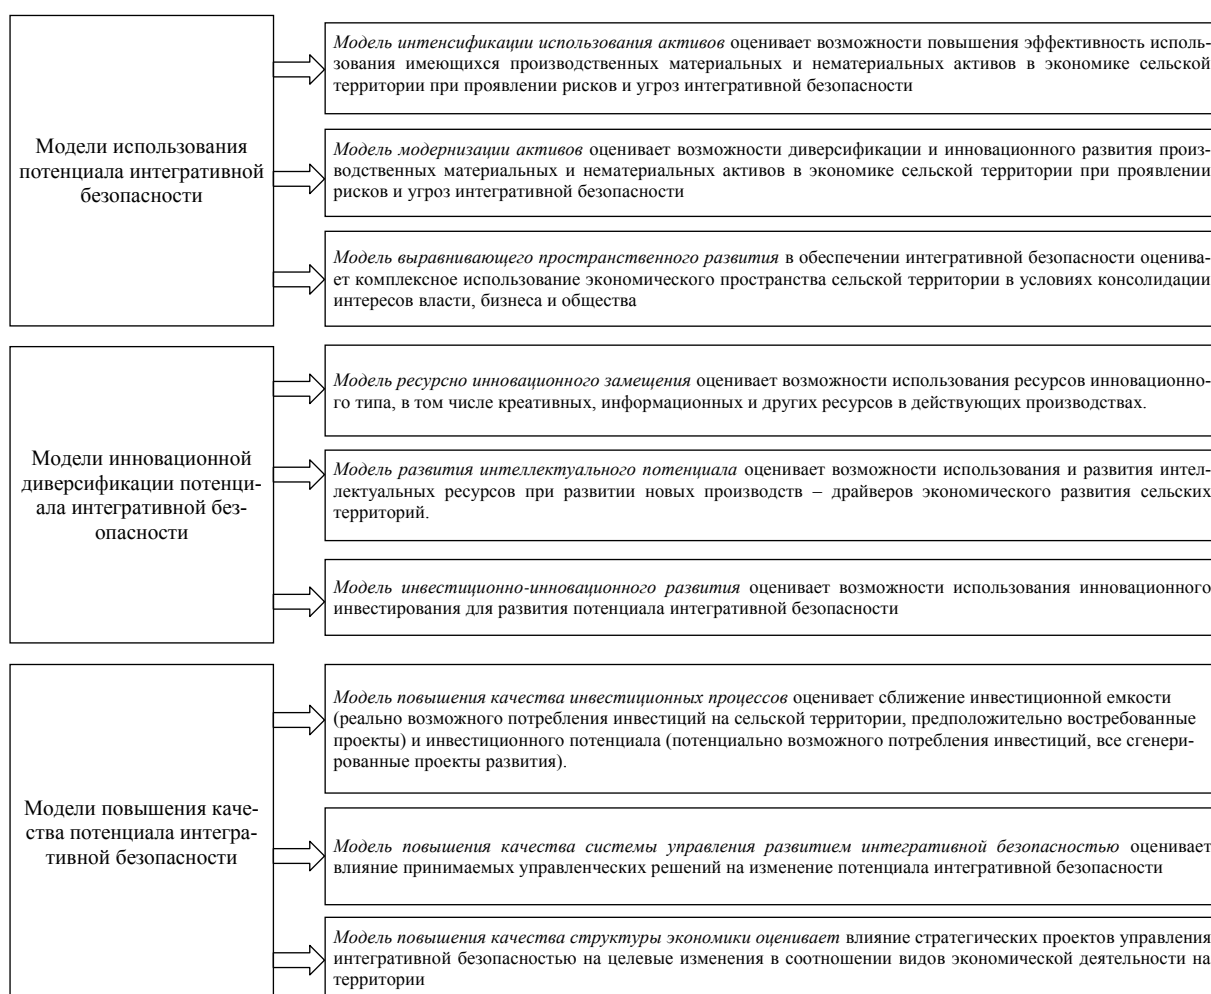 Модели использования
потенциала интегративной
безопасности
Модель интенсификации использования активов оценивает возможности повышения эффективность исполь-
зования имеющихся производственных материальных и нематериальных активов в экономике сельской
территории при проявлении рисков и угроз интегративной безопасности
Модель модернизации активов оценивает возможности диверсификации и инновационного развития произ-
водственных материальных и нематериальных активов в экономике сельской территории при проявлении
рисков и угроз интегративной безопасности
Модель выравнивающего пространственного развития в обеспечении интегративной безопасности оценива-
ет комплексное использование экономического пространства сельской территории в условиях консолидации
интересов власти, бизнеса и общества
Модели инновационной
диверсификации потенци-
ала интегративной без-
опасности
Модель ресурсно инновационного замещения оценивает возможности использования ресурсов инновационно-
го типа, в том числе креативных, информационных и других ресурсов в действующих производствах.
Модель развития интеллектуального потенциала оценивает возможности использования и развития интел-
лектуальных ресурсов при развитии новых производств – драйверов экономического развития сельских
территорий.
Модель инвестиционно-инновационного развития оценивает возможности использования инновационного
инвестирования для развития потенциала интегративной безопасности
Модели повышения каче-
ства потенциала интегра-
тивной безопасности
Модель повышения качества инвестиционных процессов оценивает сближение инвестиционной емкости
(реально возможного потребления инвестиций на сельской территории, предположительно востребованные
проекты) и инвестиционного потенциала (потенциально возможного потребления инвестиций, все сгенери-
рованные проекты развития).
Модель повышения качества системы управления развитием интегративной безопасностью оценивает
влияние принимаемых управленческих решений на изменение потенциала интегративной безопасности
Модель повышения качества структуры экономики оценивает влияние стратегических проектов управления
интегративной безопасностью на целевые изменения в соотношении видов экономической деятельности на
территории